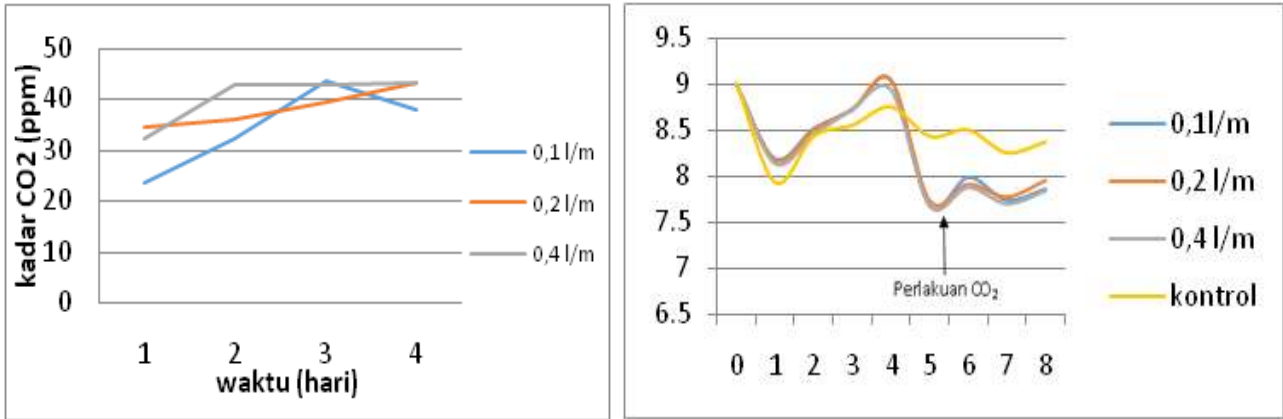 kadar CO2 (ppm)
50
40
30
20
10
0
1 2 3 4
waktu (hari)
0,1 l/m
0,2 l/m
0,4 l/m
9.5
9
8.5
8
7.5
7
6.5
0 1 2 3 4 5 6 7 8
Perlakuan CO₂
0,1l/m
0,2 l/m
0,4 l/m
kontrol